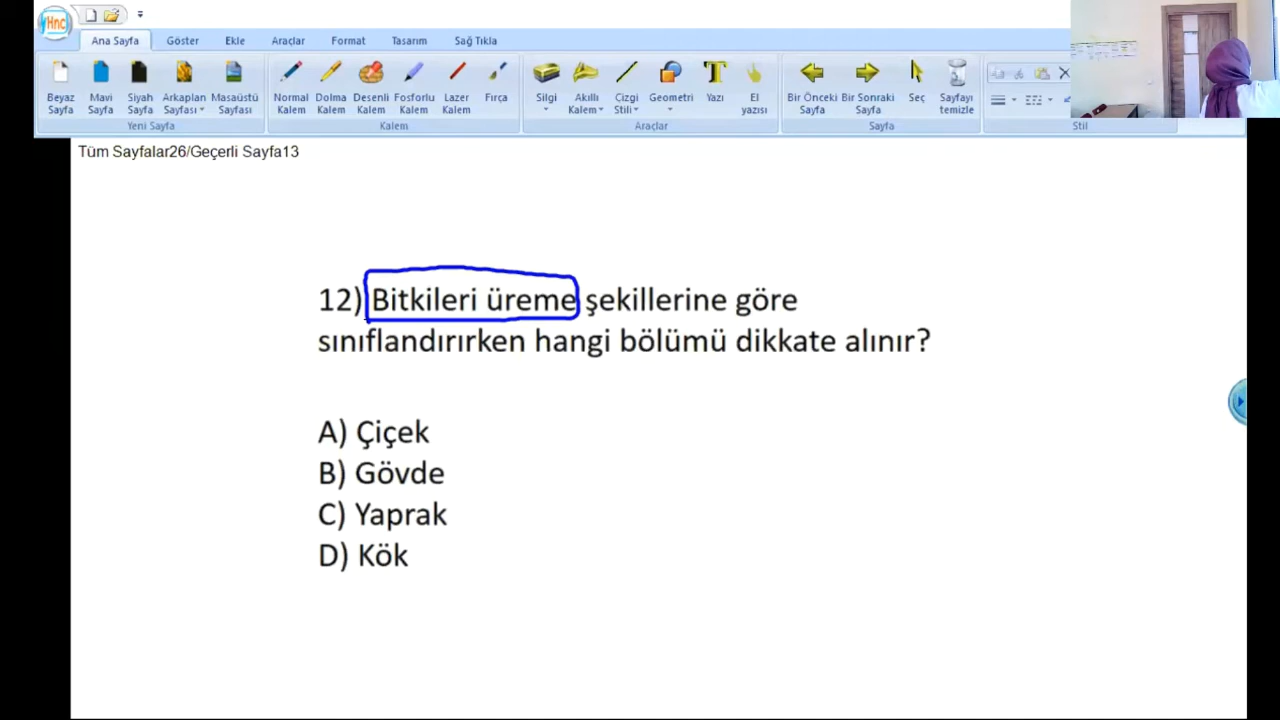 Hnc
Ana Sayfa Göster Ekle Araçlar Format Tasarım Sağ Tıkla
Beyaz Sayfa Mavi Sayfa Siyah Sayfa Arkaplan Sayfası Masaüstü Sayfası Normal Kalem Dolma Kalem Desenli Kalem Fosforlu Kalem Lazer Kalem Fırça Silgi Akıllı Kalem Çizgi Stili Geometri Yazı El yazısı Bir Önceki Sayfa Bir Sonraki Sayfa Seç Sayfayı temizle
Yeni Sayfa Kalem Araçlar Sayfa Stil
Tüm Sayfalar26/Geçerli Sayfa13
12) Bitkileri üreme şekillerine göre
sınıflandırırken hangi bölümü dikkate alınır?
A) Çiçek
B) Gövde
C) Yaprak
D) Kök